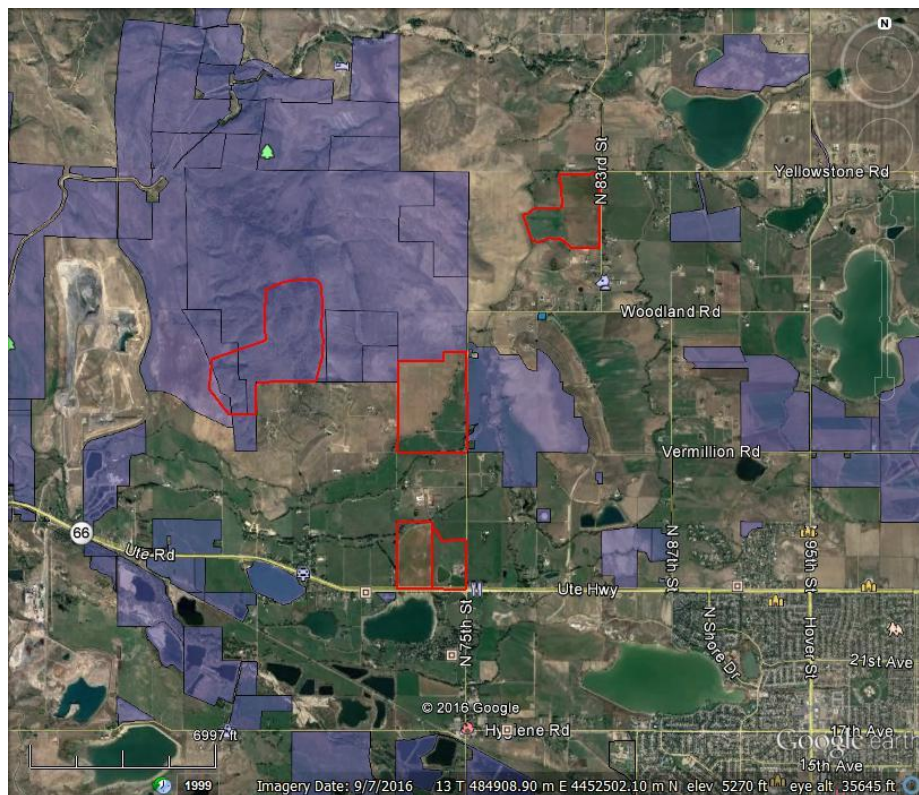 N
N 83rd St
Yellowstone Rd
Woodland Rd
Vermillion Rd
66
Ute Rd
N 87th St
95th St
Ute Hwy
N 75th St
N Shore Dr
Hover St
21st Ave
© 2016 Google
Hygiene Rd
17th Ave
6997 ft
Google earth
15th Ave
1999
Imagery Date: 9/7/2016 13 T 484908.90 m E 4452502.10 m N elev 5270 ft eye alt 35645 ft